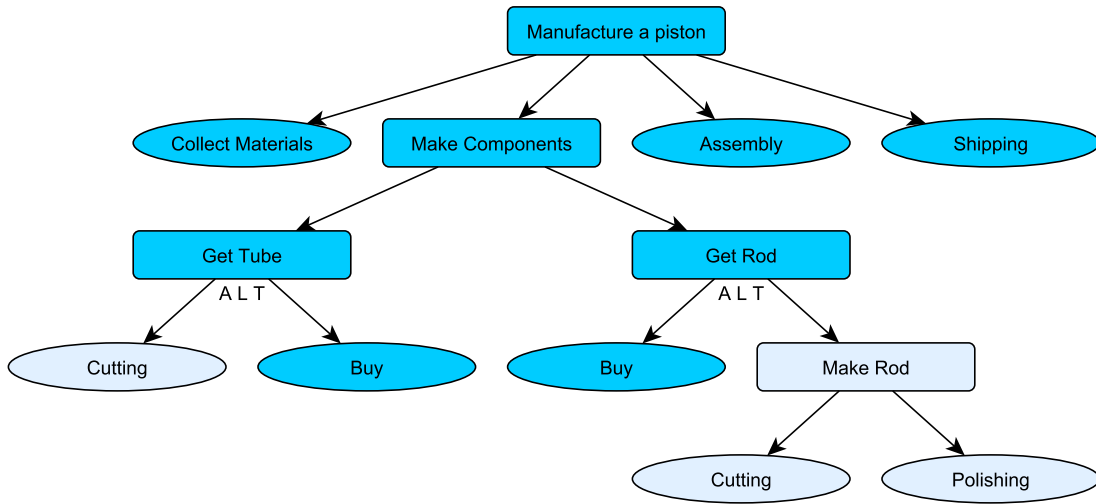 Manufacture a piston
Collect Materials
Make Components
Assembly
Shipping
Get Tube
Get Rod
A L T
A L T
Cutting
Buy
Buy
Make Rod
Cutting
Polishing